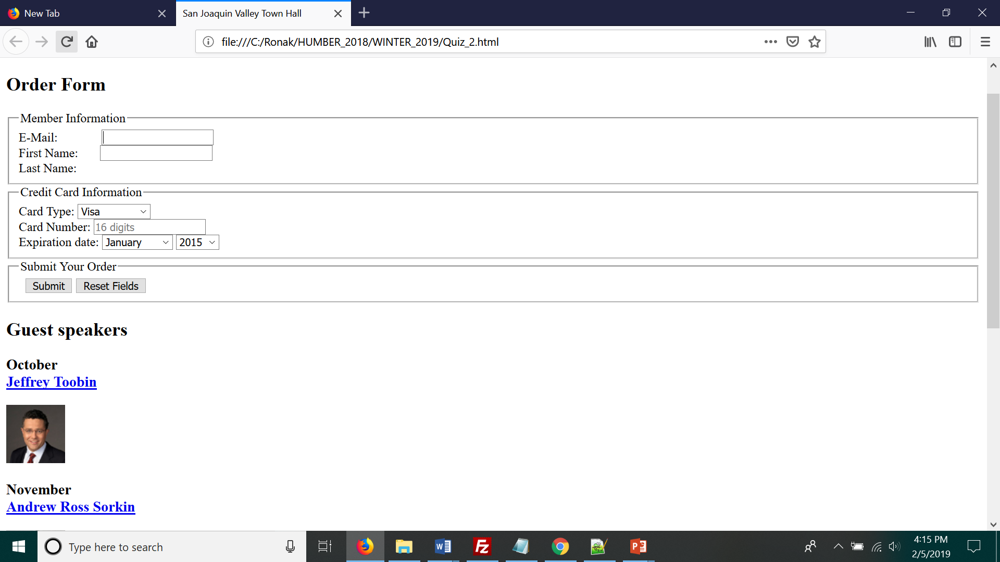 New Tab
San Joaquin Valley Town Hall
file:///C:/Ronak/HUMBER_2018/WINTER_2019/Quiz_2.html
Order Form
Member Information
E-Mail:
First Name:
Last Name:
Credit Card Information
Card Type: Visa
Card Number: 16 digits
Expiration date: January 2015
Submit Your Order
Submit Reset Fields
Guest speakers
October
Jeffrey Toobin
November
Andrew Ross Sorkin
Type here to search
4:15 PM
2/5/2019